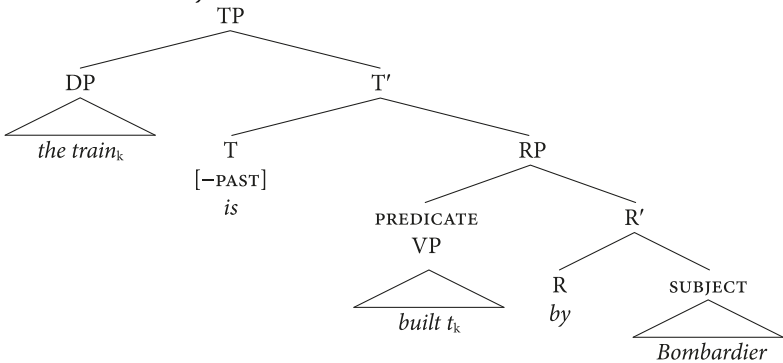 TP
DP T′
the trainₖ T RP
[−PAST]
is PREDICATE R′
VP
R SUBJECT
built tₖ by
Bombardier